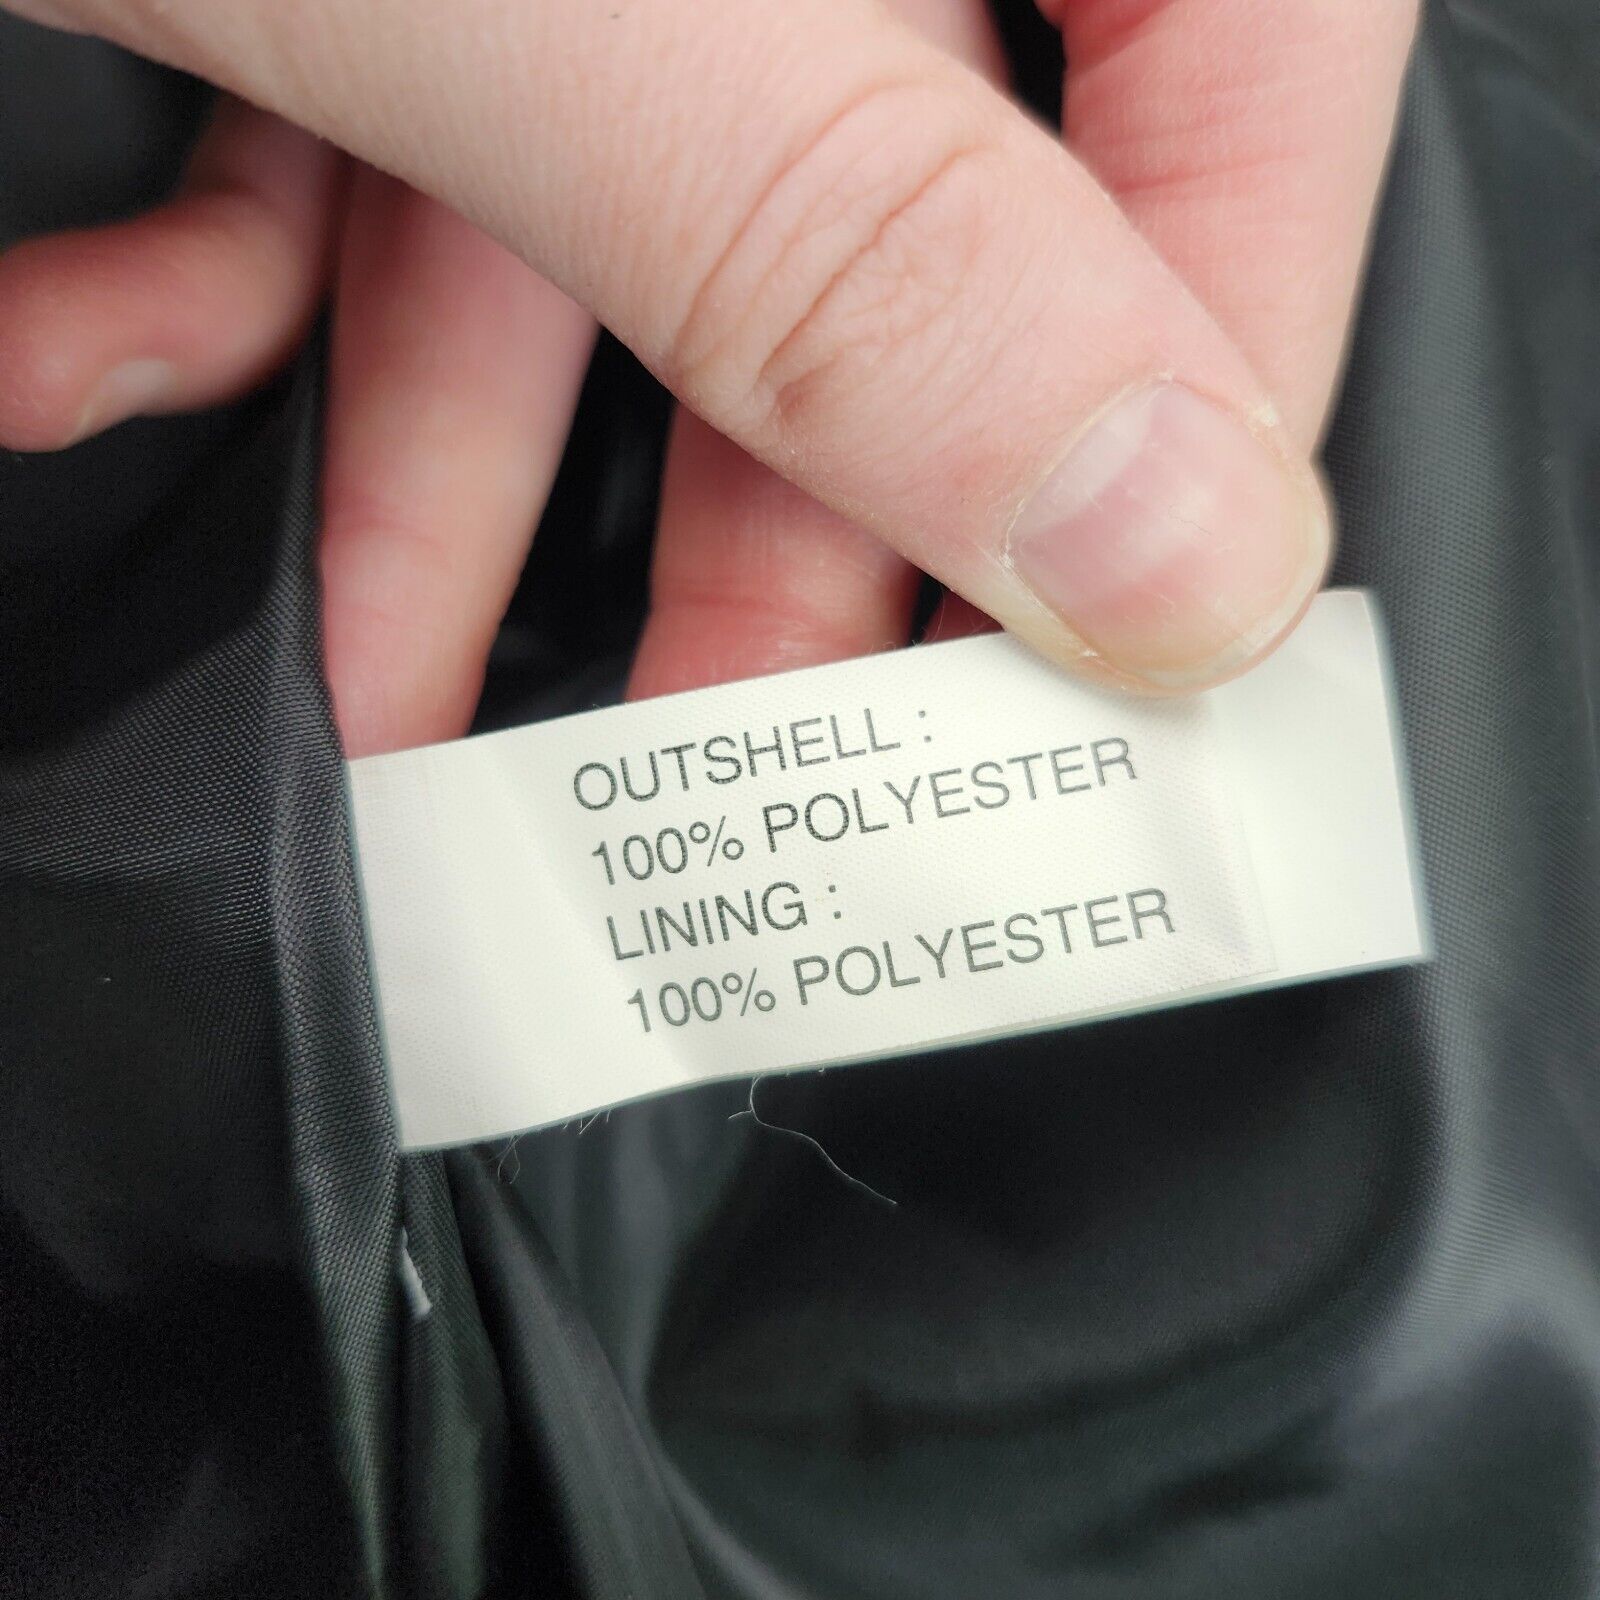 OUTSHELL :
100% POLYESTER
LINING :
100% POLYESTER